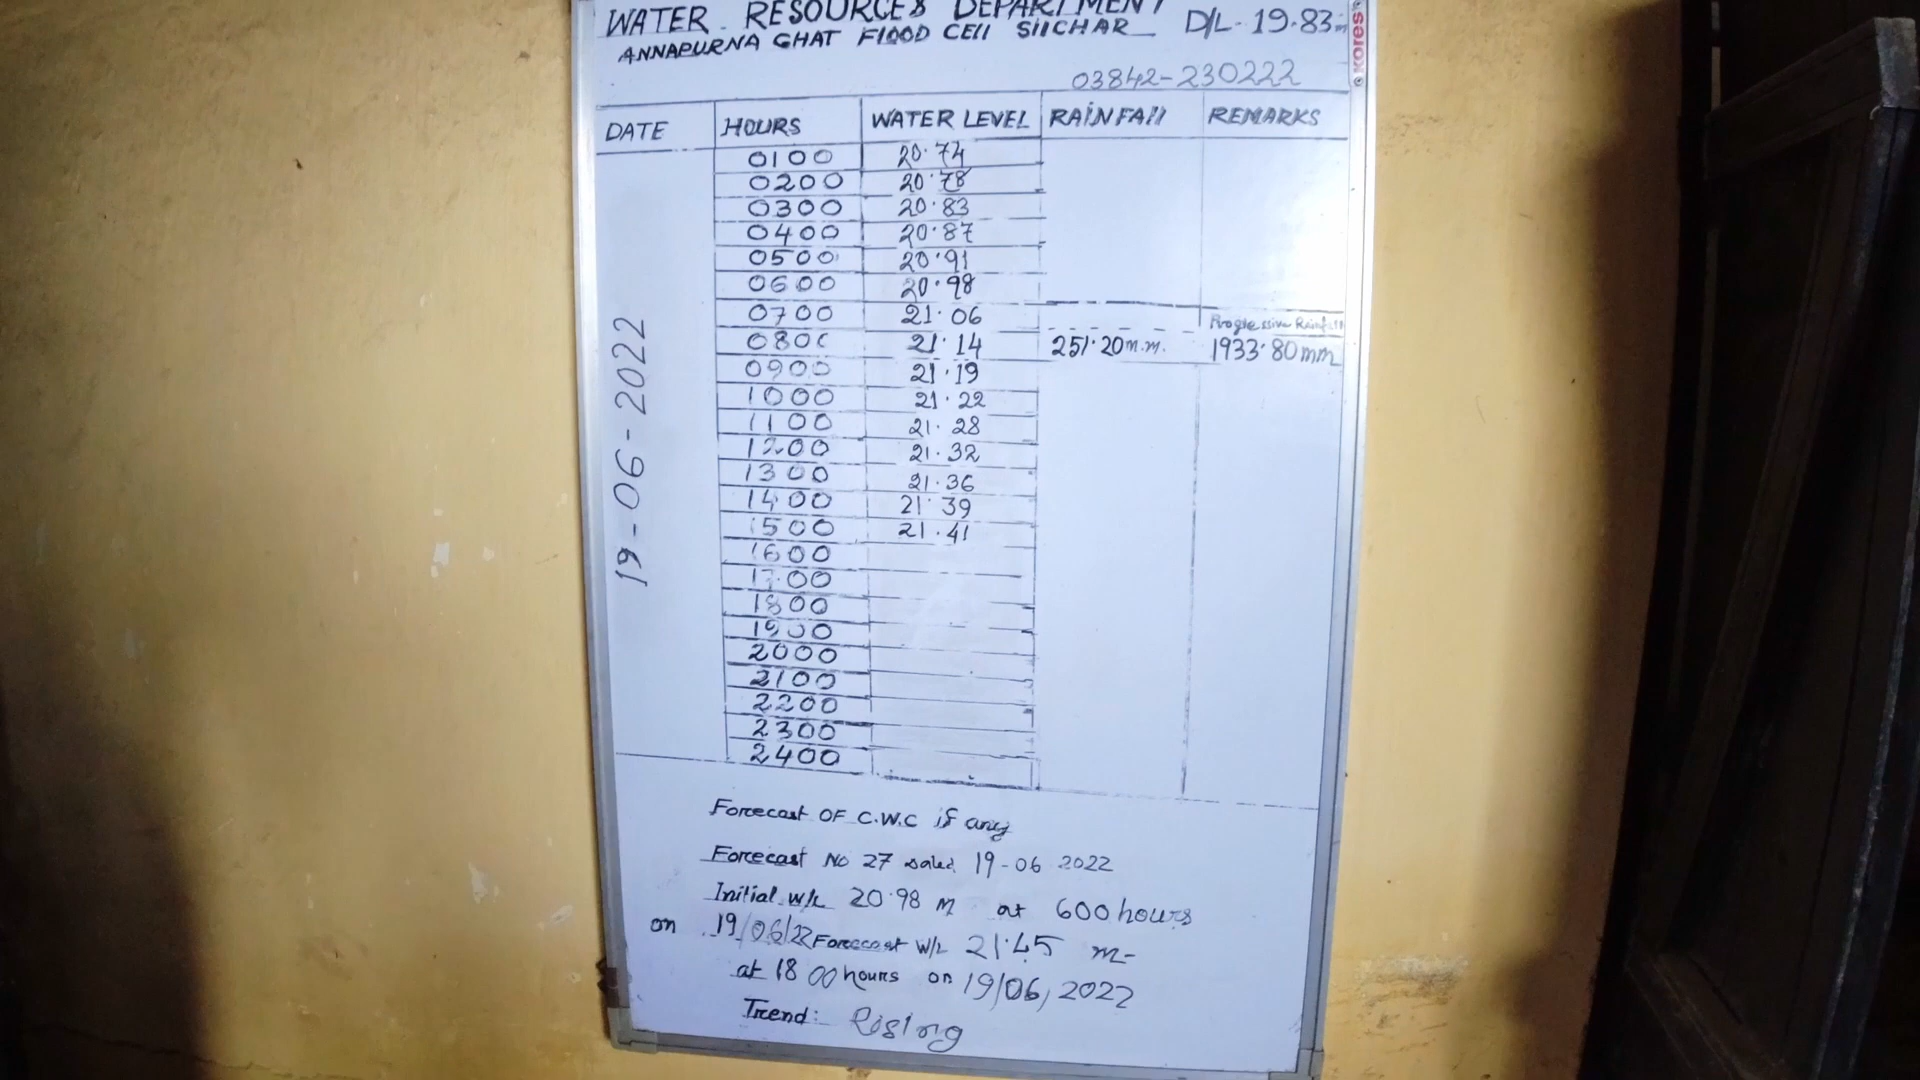 WATER RESOURCES DEPARTMENT
ANNAPURNA GHAT FLOOD CEll SIlCHAR D/L- 19.83m
03842-230222
kores
DATE HOURS WATER LEVEL RAINFAll REMARKS
19-06-2022
0100 20.74
0200 20.78
0300 20.83
0400 20.87
0500 20.91
0600 20.98
0700 21.06 Progressive Rainfall
0800 21.14 251.20 m.m. 1933.80mm
0900 21.19
1000 21.22
1100 21.28
1200 21.32
1300 21.36
1400 21.39
1500 21.41
1600
1700
1800
1900
2000
2100
2200
2300
2400
Forecast OF C.W.C if any
Forecast No 27 dated 19-06 2022
Initial W/L 20.98 M at 600 hours
on 19/06/22 Forecast W/L 21.45 m-
at 18 00 hours on 19/06/2022
Trend: Rising